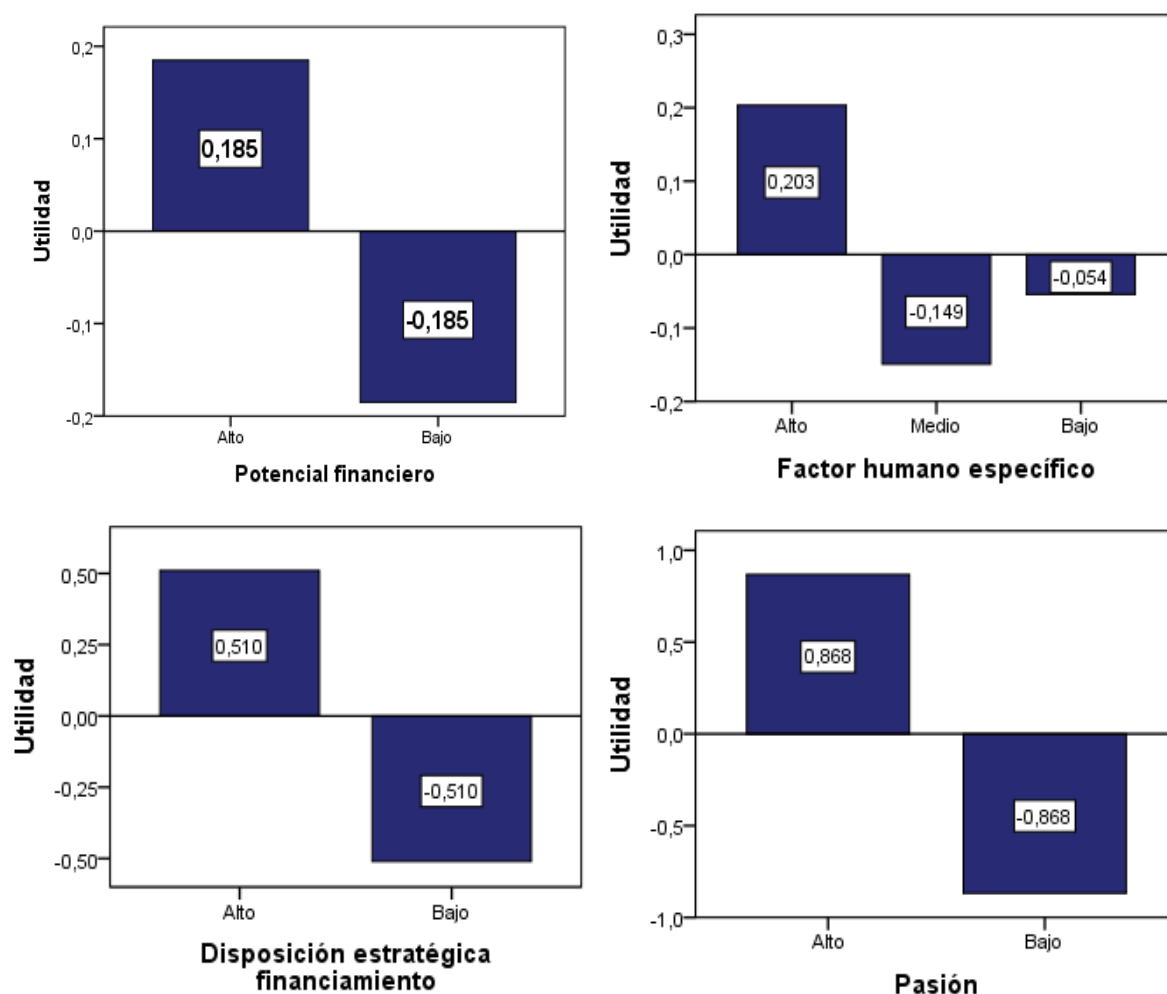 Utilidad
0,2
0,1
0,0
-0,1
-0,2
0,185
-0,185
Alto
Bajo
Potencial financiero
Utilidad
0,3
0,2
0,1
0,0
-0,1
-0,2
0,203
-0,149
-0,054
Alto
Medio
Bajo
Factor humano específico
Utilidad
0,50
0,25
0,00
-0,25
-0,50
0,510
-0,510
Alto
Bajo
Disposición estratégica
financiamiento
Utilidad
1,0
0,5
0,0
-0,5
-1,0
0,868
-0,868
Alto
Bajo
Pasión